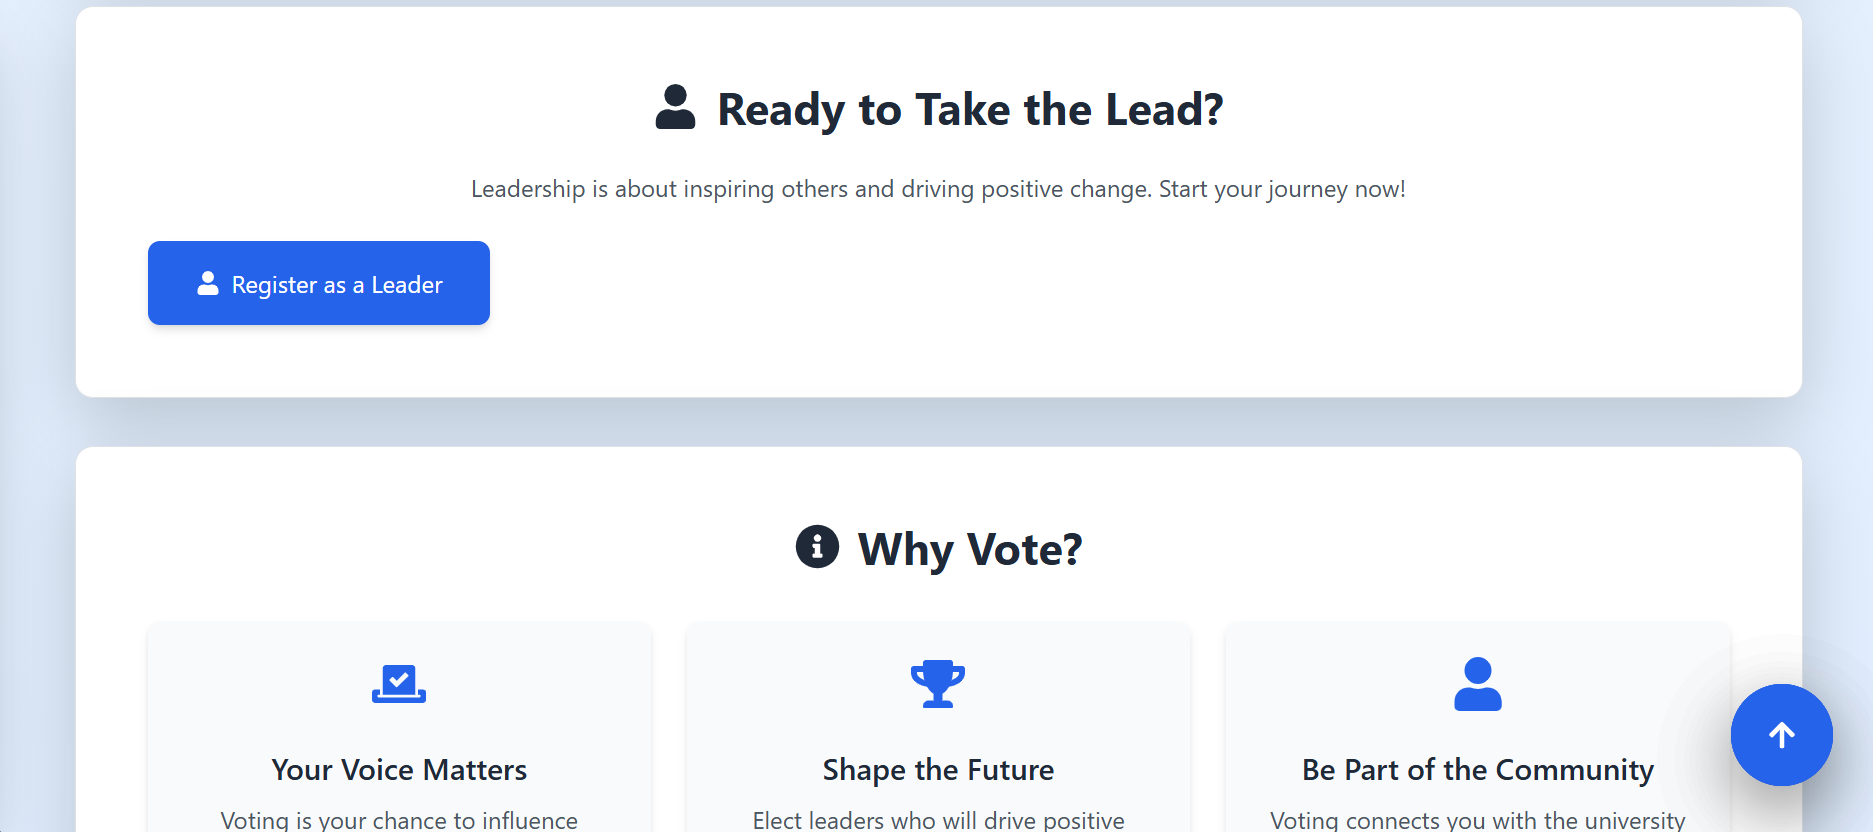 Ready to Take the Lead?
Leadership is about inspiring others and driving positive change. Start your journey now!
Register as a Leader
Why Vote?
Your Voice Matters
Voting is your chance to influence
Shape the Future
Elect leaders who will drive positive
Be Part of the Community
Voting connects you with the university